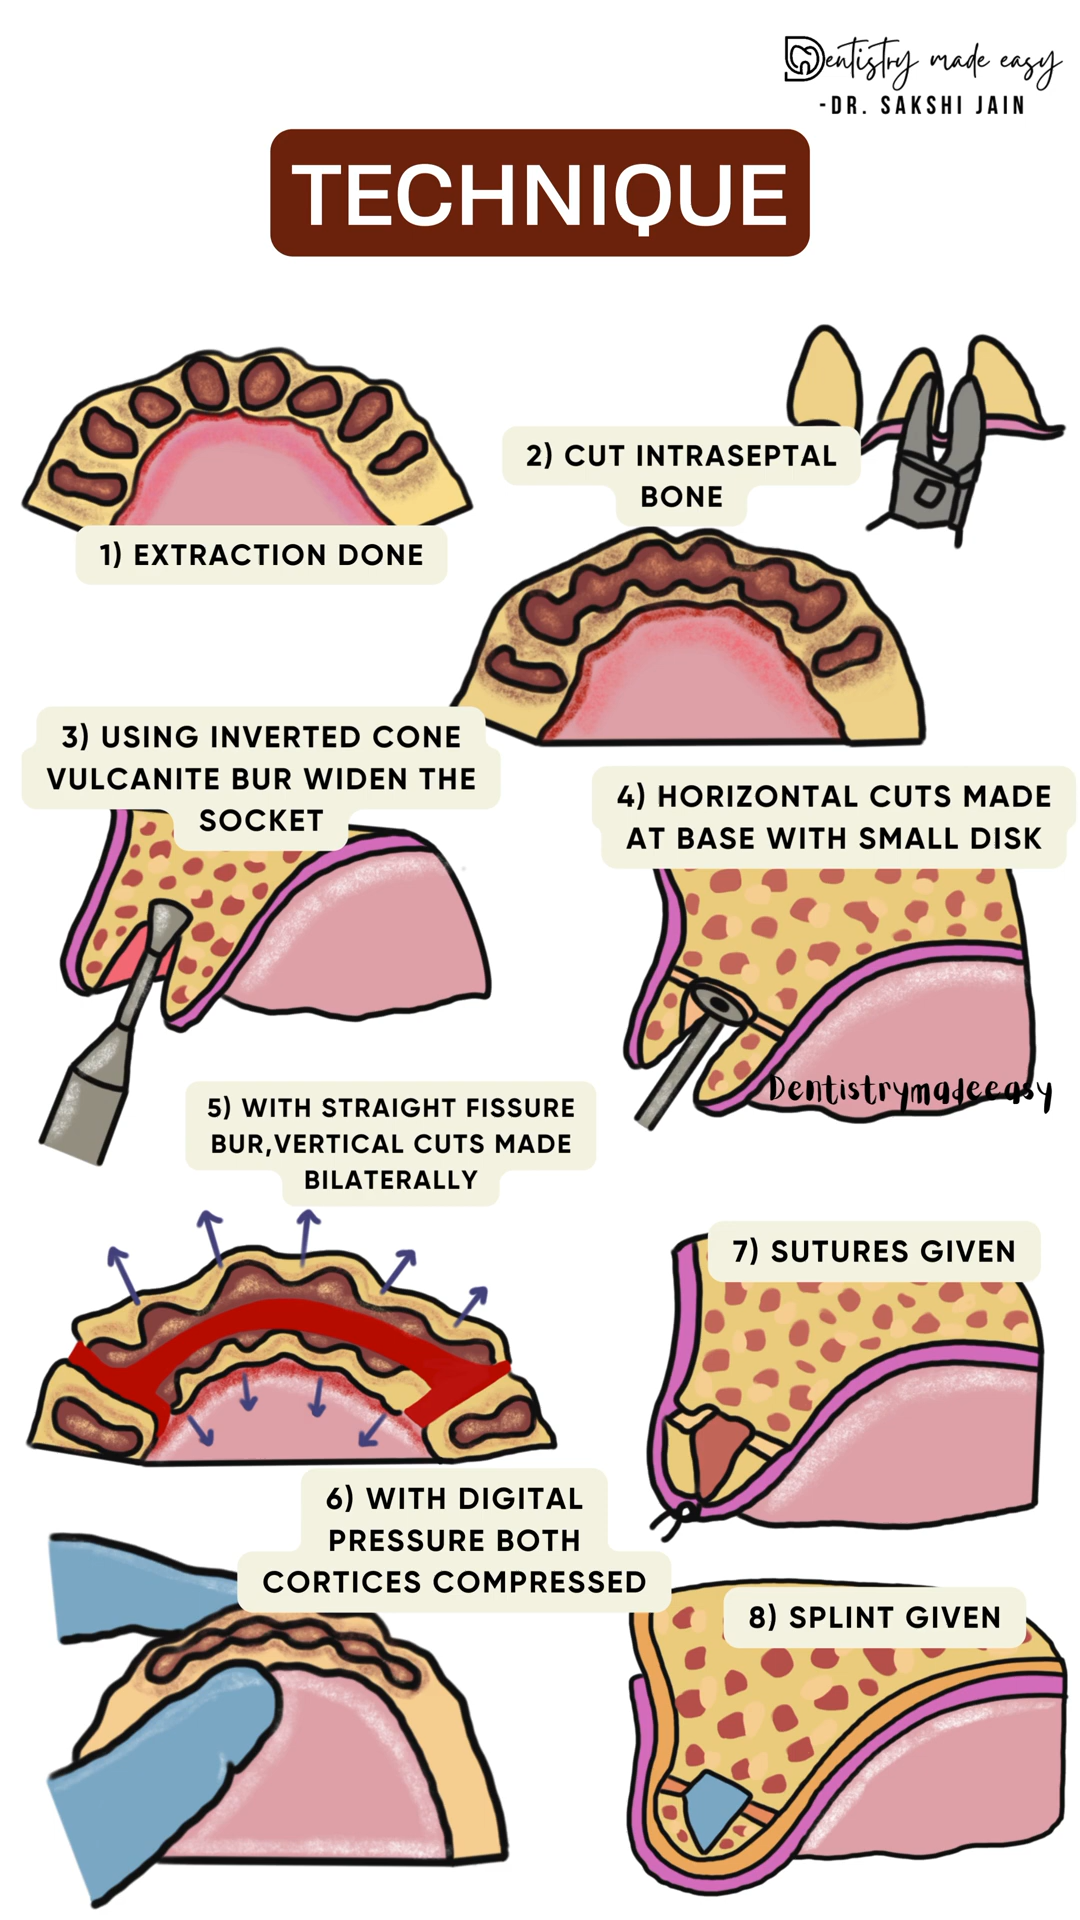 Dentistry made easy
-DR. SAKSHI JAIN
TECHNIQUE
1) EXTRACTION DONE
2) CUT INTRASEPTAL
BONE
3) USING INVERTED CONE
VULCANITE BUR WIDEN THE
SOCKET
4) HORIZONTAL CUTS MADE
AT BASE WITH SMALL DISK
Dentistrymadeeasy
5) WITH STRAIGHT FISSURE
BUR,VERTICAL CUTS MADE
BILATERALLY
6) WITH DIGITAL
PRESSURE BOTH
CORTICES COMPRESSED
7) SUTURES GIVEN
8) SPLINT GIVEN